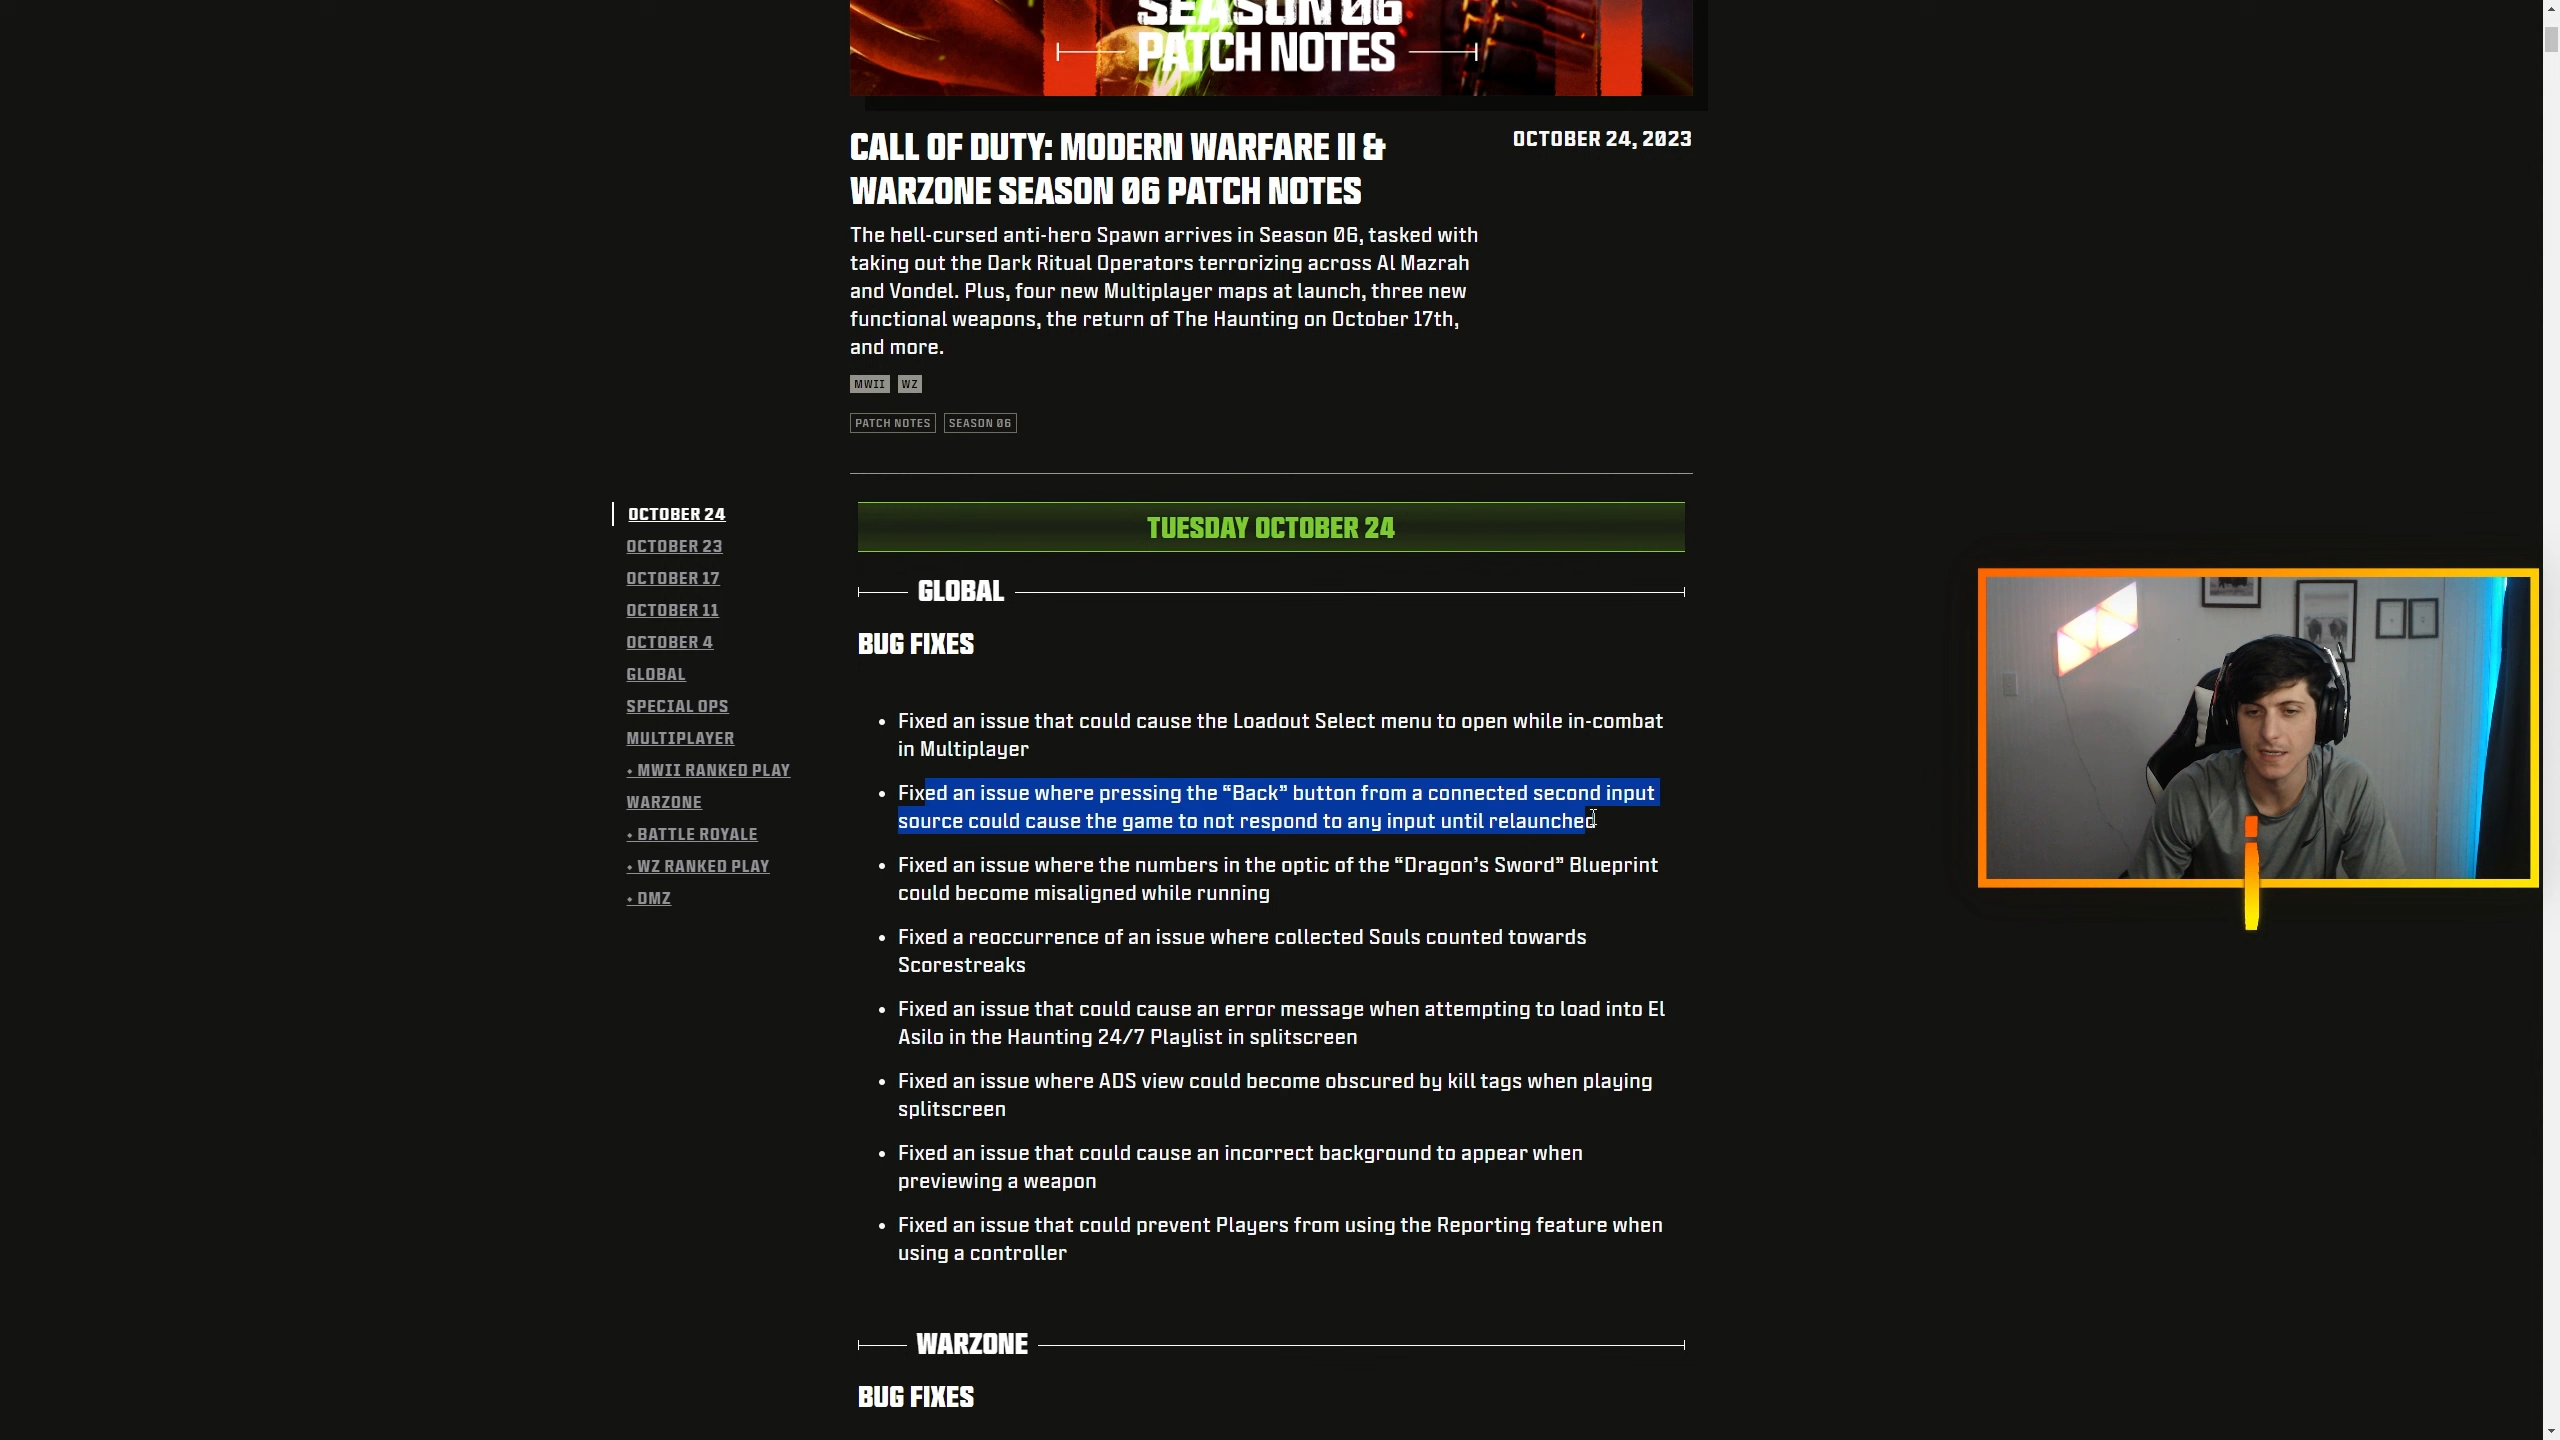 SEASON 06
PATCH NOTES
CALL OF DUTY: MODERN WARFARE II &
WARZONE SEASON 06 PATCH NOTES
OCTOBER 24, 2023
The hell-cursed anti-hero Spawn arrives in Season 06, tasked with
taking out the Dark Ritual Operators terrorizing across Al Mazrah
and Vondel. Plus, four new Multiplayer maps at launch, three new
functional weapons, the return of The Haunting on October 17th,
and more.
MWII WZ
PATCH NOTES SEASON 06
OCTOBER 24
OCTOBER 23
OCTOBER 17
OCTOBER 11
OCTOBER 4
GLOBAL
SPECIAL OPS
MULTIPLAYER
• MWII RANKED PLAY
WARZONE
• BATTLE ROYALE
• WZ RANKED PLAY
• DMZ
TUESDAY OCTOBER 24
GLOBAL
BUG FIXES
• Fixed an issue that could cause the Loadout Select menu to open while in-combat
in Multiplayer
• Fixed an issue where pressing the “Back” button from a connected second input
source could cause the game to not respond to any input until relaunched
• Fixed an issue where the numbers in the optic of the “Dragon’s Sword” Blueprint
could become misaligned while running
• Fixed a reoccurrence of an issue where collected Souls counted towards
Scorestreaks
• Fixed an issue that could cause an error message when attempting to load into El
Asilo in the Haunting 24/7 Playlist in splitscreen
• Fixed an issue where ADS view could become obscured by kill tags when playing
splitscreen
• Fixed an issue that could cause an incorrect background to appear when
previewing a weapon
• Fixed an issue that could prevent Players from using the Reporting feature when
using a controller
WARZONE
BUG FIXES